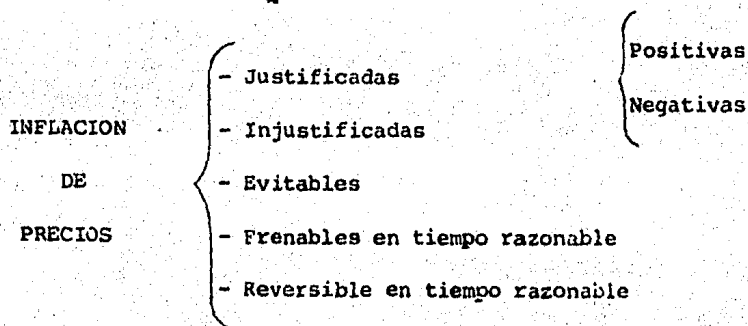 Positivas
- Justificadas
Negativas
INFLACION
- Injustificadas
DE
- Evitables
PRECIOS
- Frenables en tiempo razonable
- Reversible en tiempo razonable